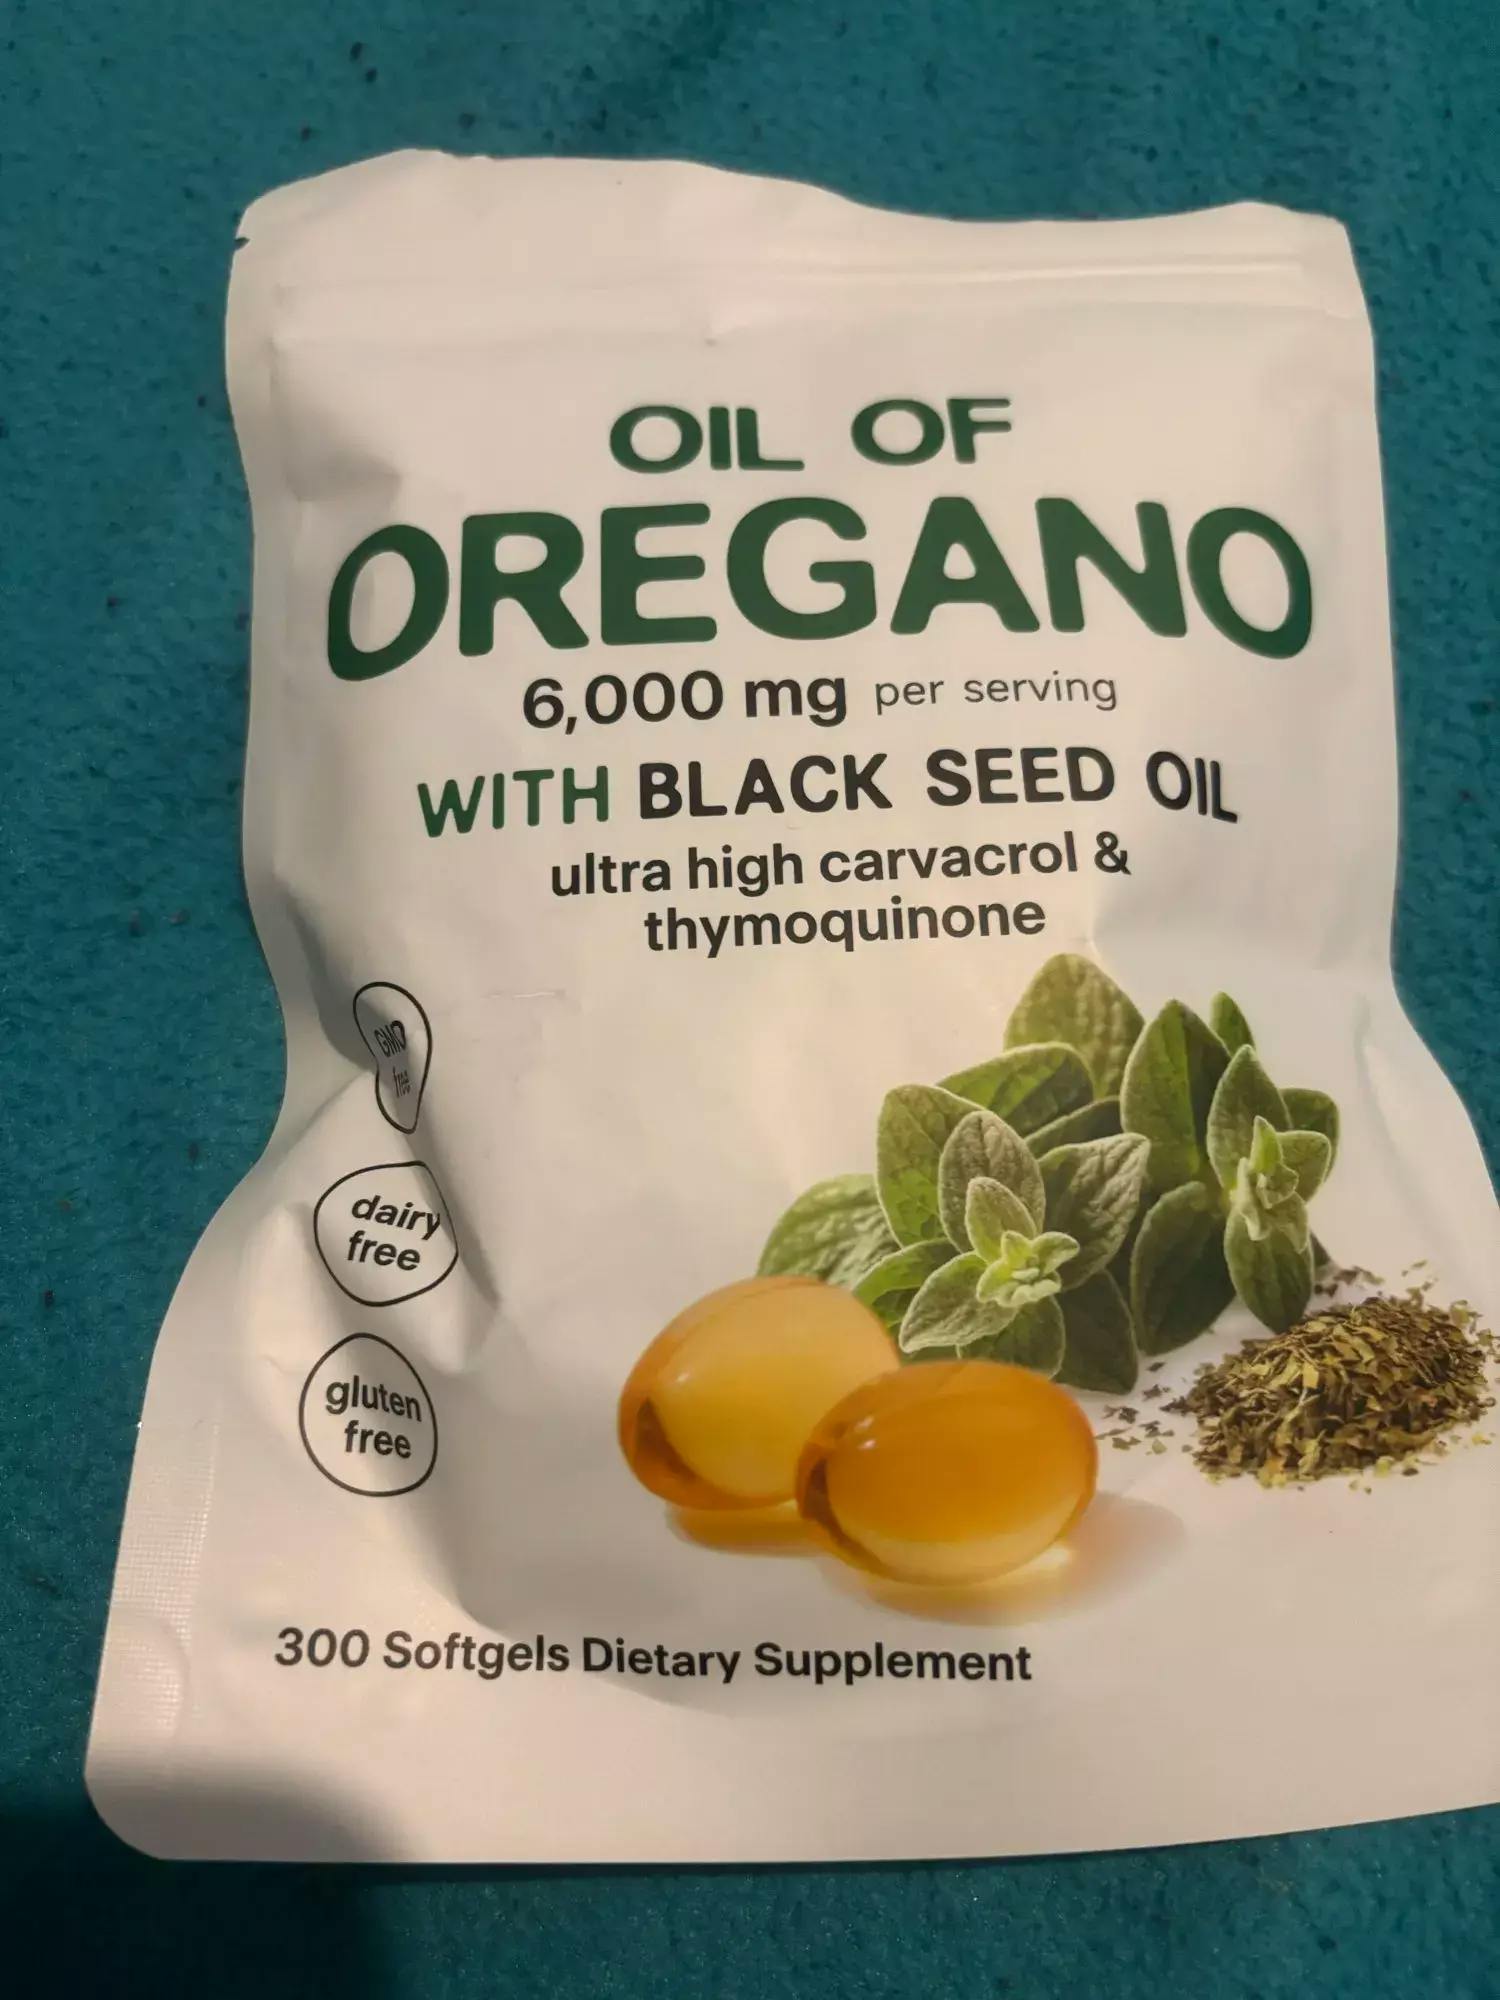 OIL OF
OREGANO
6,000 mg per serving
WITH BLACK SEED OIL
ultra high carvacrol &
thymoquinone
GMO
free
dairy
free
gluten
free
300 Softgels Dietary Supplement